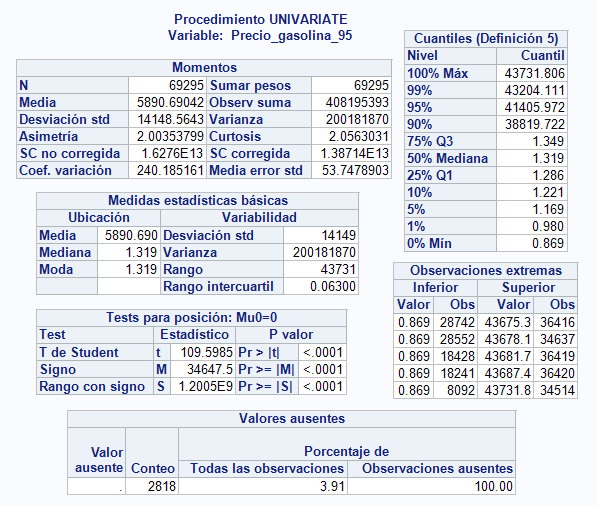 Procedimiento UNIVARIATE
Variable: Precio_gasolina_95
Momentos
N 69295 Sumar pesos 69295
Media 5890.69042 Observ suma 408195393
Desviación std 14148.5643 Varianza 200181870
Asimetría 2.00353799 Curtosis 2.0563031
SC no corregida 1.6276E13 SC corregida 1.38714E13
Coef. variación 240.185161 Media error std 53.7478903
Medidas estadísticas básicas
Ubicación Variabilidad
Media 5890.690 Desviación std 14149
Mediana 1.319 Varianza 200181870
Moda 1.319 Rango 43731
Rango intercuartil 0.06300
Tests para posición: Mu0=0
Test Estadístico P valor
T de Student t 109.5985 Pr > |t| <.0001
Signo M 34647.5 Pr >= |M| <.0001
Rango con signo S 1.2005E9 Pr >= |S| <.0001
Cuantiles (Definición 5)
Nivel Cuantil
100% Máx 43731.806
99% 43204.111
95% 41405.972
90% 38819.722
75% Q3 1.349
50% Mediana 1.319
25% Q1 1.286
10% 1.221
5% 1.169
1% 0.980
0% Mín 0.869
Observaciones extremas
Inferior Superior
Valor Obs Valor Obs
0.869 28742 43675.3 36416
0.869 28552 43678.1 34637
0.869 18428 43681.7 36419
0.869 18241 43687.4 36420
0.869 8092 43731.8 34514
Valores ausentes
Valor ausente Conteo Porcentaje de
Todas las observaciones Observaciones ausentes
. 2818 3.91 100.00